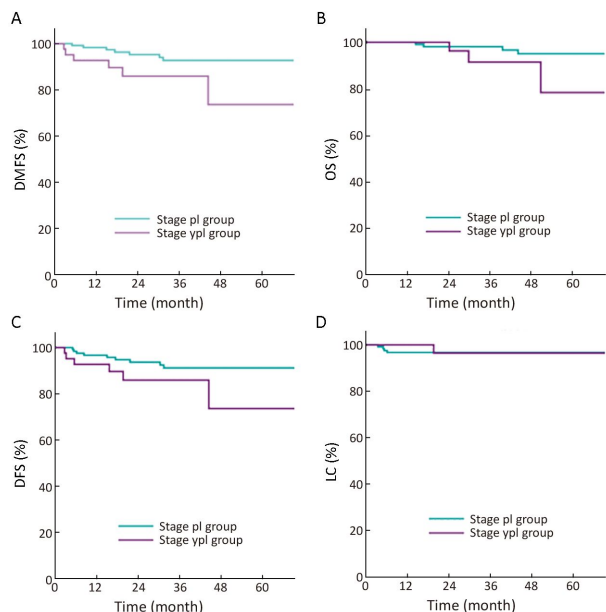 A
100
80
60
40
20
0
DMFS (%)
Stage pI group
Stage ypI group
0 12 24 36 48 60
Time (month)
B
100
80
60
40
20
0
OS (%)
Stage pI group
Stage ypI group
0 12 24 36 48 60
Time (month)
C
100
80
60
40
20
0
DFS (%)
Stage pI group
Stage ypI group
0 12 24 36 48 60
Time (month)
D
100
80
60
40
20
0
LC (%)
Stage pI group
Stage ypI group
0 12 24 36 48 60
Time (month)